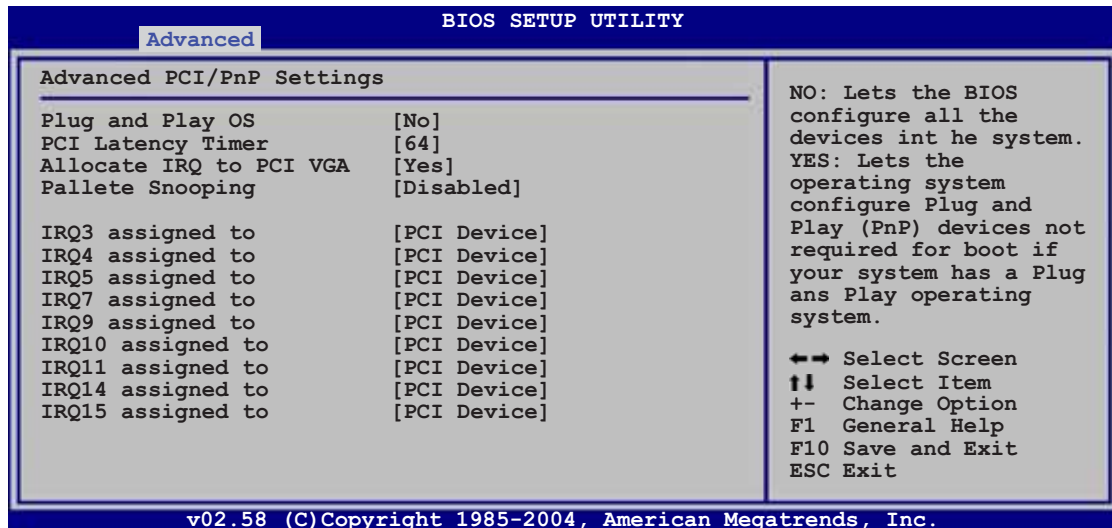 BIOS SETUP UTILITY
Advanced
Advanced PCI/PnP Settings
Plug and Play OS [No]
PCI Latency Timer [64]
Allocate IRQ to PCI VGA [Yes]
Pallete Snooping [Disabled]
IRQ3 assigned to [PCI Device]
IRQ4 assigned to [PCI Device]
IRQ5 assigned to [PCI Device]
IRQ7 assigned to [PCI Device]
IRQ9 assigned to [PCI Device]
IRQ10 assigned to [PCI Device]
IRQ11 assigned to [PCI Device]
IRQ14 assigned to [PCI Device]
IRQ15 assigned to [PCI Device]
NO: Lets the BIOS
configure all the
devices int he system.
YES: Lets the
operating system
configure Plug and
Play (PnP) devices not
required for boot if
your system has a Plug
ans Play operating
system.
←→ Select Screen
↑↓ Select Item
+- Change Option
F1 General Help
F10 Save and Exit
ESC Exit
v02.58 (C)Copyright 1985-2004, American Megatrends, Inc.